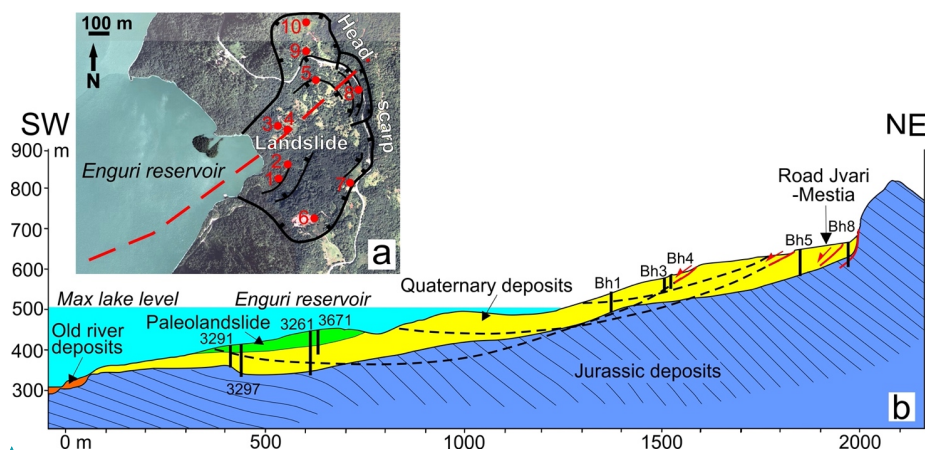 100 m
N
10
9
5
8
3
4
2
1
7
6
Head
scarp
Landslide
Enguri reservoir
a
SW
NE
900 m
800
700
600
500
400
300
Road Jvari
-Mestia
Bh8
Bh5
Bh4
Bh3
Bh1
Quaternary deposits
Max lake level
Enguri reservoir
Old river
deposits
Paleolandslide
3291
3261
3671
3297
Jurassic deposits
b
0 m
500
1000
1500
2000